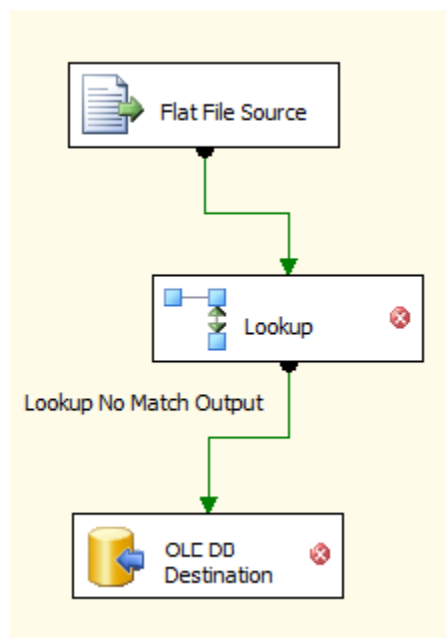 Flat File Source
Lookup
Lookup No Match Output
OLE DB
Destination